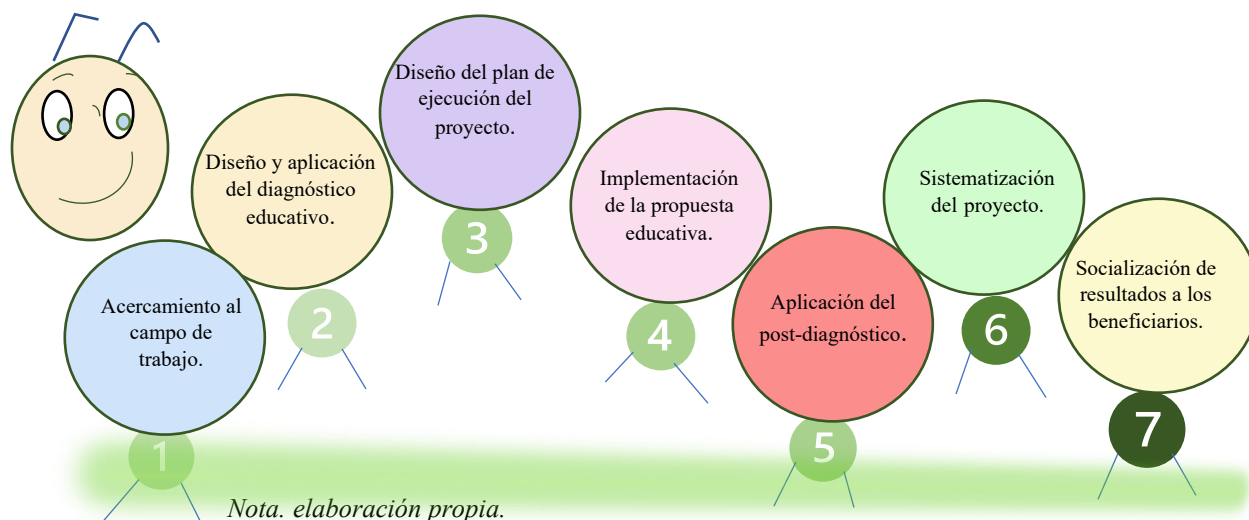 Acercamiento al
campo de
trabajo.
1
Diseño y aplicación
del diagnóstico
educativo.
2
Diseño del plan de
ejecución del
proyecto.
3
Implementación
de la propuesta
educativa.
4
Aplicación del
post-diagnóstico.
5
Sistematización
del proyecto.
6
Socialización de
resultados a los
beneficiarios.
7
Nota. elaboración propia.